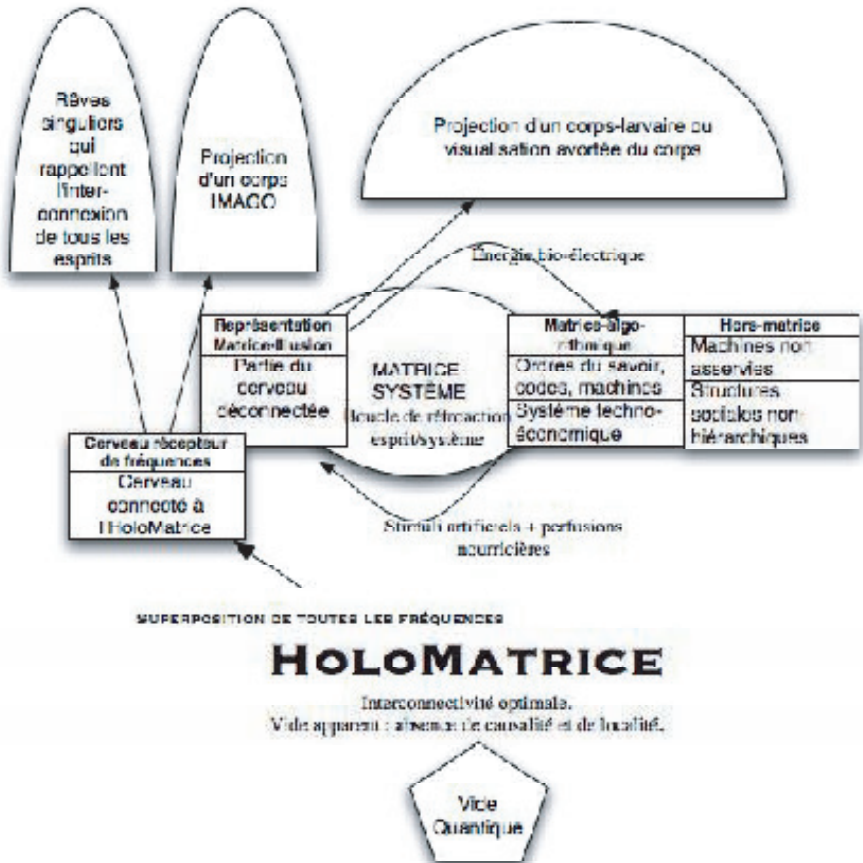 Rêves
singuliers
qui
rappellent
l'inter-
connexion
de tous les
esprits
Projection
d'un corps
IMAGO
Projection d'un corps-larvaire ou
visualisation avortée du corps
Énergie bio-électrique
Représentation
Matrice-Illusion
Partie du
cerveau
déconnectée
MATRICE
SYSTÈME
Boucle de rétroaction
esprit/système
Matrice-algo-
rithmique
Ordres du savoir,
codes, machines
Système techno-
économique
Hors-matrice
Machines non
asservies
Structures
sociales non-
hiérarchiques
Cerveau récepteur
de fréquences
Cerveau
connecté à
l'HoloMatrice
Stimuli artificiels + perfusions
nourricières
SUPERPOSITION DE TOUTES LES FRÉQUENCES
HOLOMATRICE
Interconnectivité optimale.
Vide apparent : absence de causalité et de localité.
Vide
Quantique